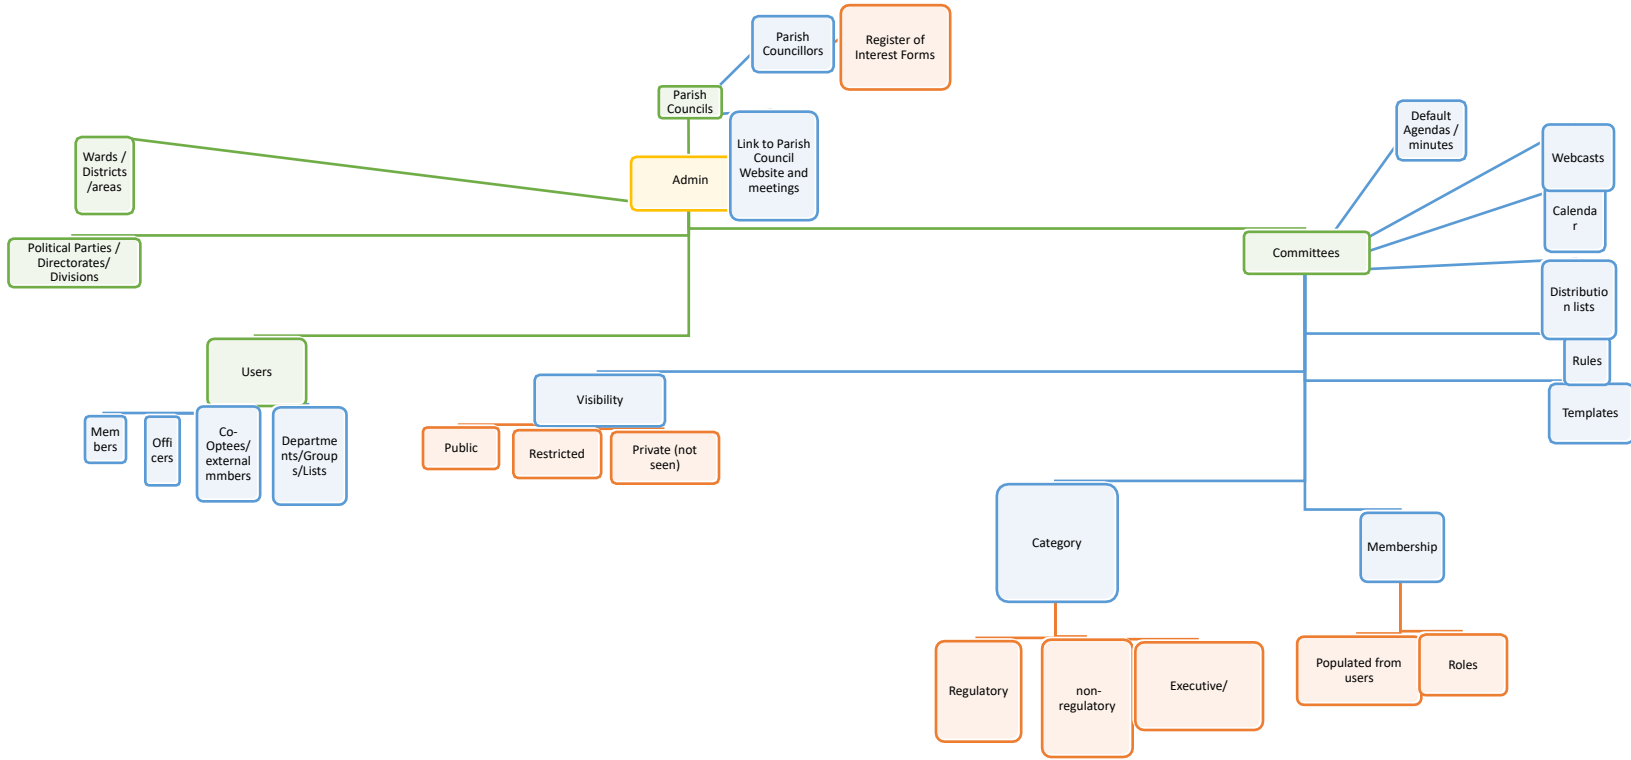 Parish
Councillors
Register of
Interest Forms
Parish
Councils
Link to Parish
Council
Website and
meetings
Admin
Wards /
Districts
/areas
Political Parties /
Directorates/
Divisions
Default
Agendas /
minutes
Webcasts
Calenda
r
Committees
Distributio
n lists
Rules
Templates
Users
Mem
bers
Offi
cers
Co-
Optees/
external
mmbers
Departme
nts/Group
s/Lists
Visibility
Public
Restricted
Private (not
seen)
Category
Membership
Regulatory
non-
regulatory
Executive/
Populated from
users
Roles